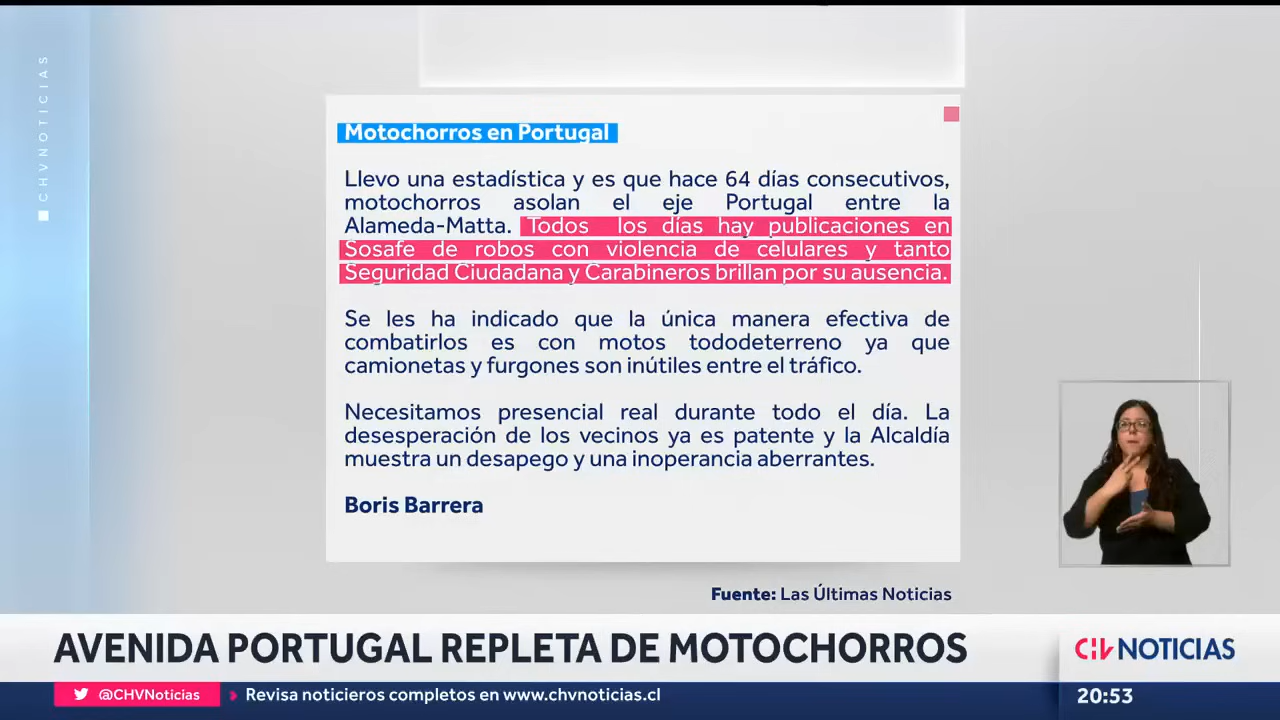 CHVNOTICIAS
Motochorros en Portugal
Llevo una estadística y es que hace 64 días consecutivos,
motochorros asolan el eje Portugal entre la
Alameda-Matta. Todos los días hay publicaciones en
Sosafe de robos con violencia de celulares y tanto
Seguridad Ciudadana y Carabineros brillan por su ausencia.
Se les ha indicado que la única manera efectiva de
combatirlos es con motos tododeterreno ya que
camionetas y furgones son inútiles entre el tráfico.
Necesitamos presencial real durante todo el día. La
desesperación de los vecinos ya es patente y la Alcaldía
muestra un desapego y una inoperancia aberrantes.
Boris Barrera
Fuente: Las Últimas Noticias
AVENIDA PORTUGAL REPLETA DE MOTOCHORROS
CHV NOTICIAS
@CHVNoticias
Revisa noticieros completos en www.chvnoticias.cl
20:53